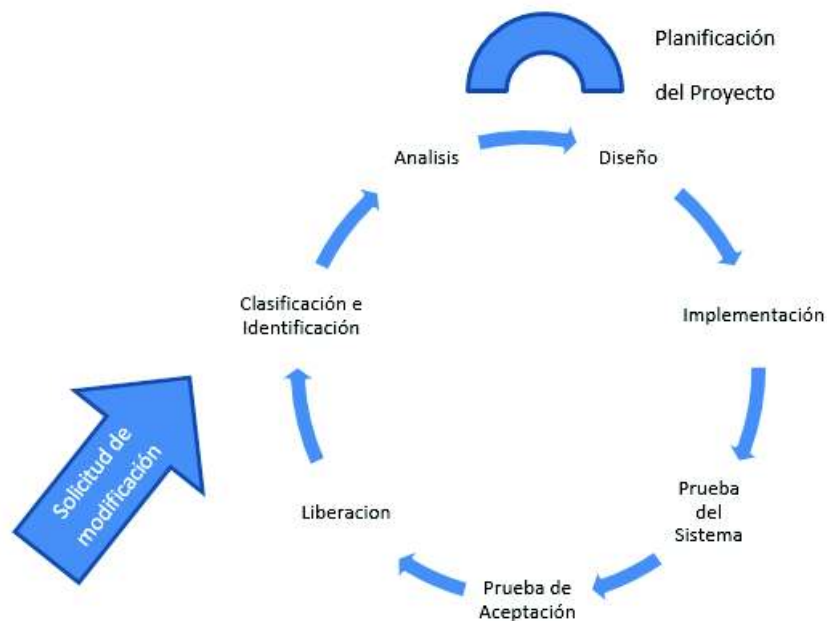 Planificación
del Proyecto
Analisis
Diseño
Clasificación e
Identificación
Implementación
Solicitud de
modificación
Prueba
del
Sistema
Liberacion
Prueba de
Aceptación